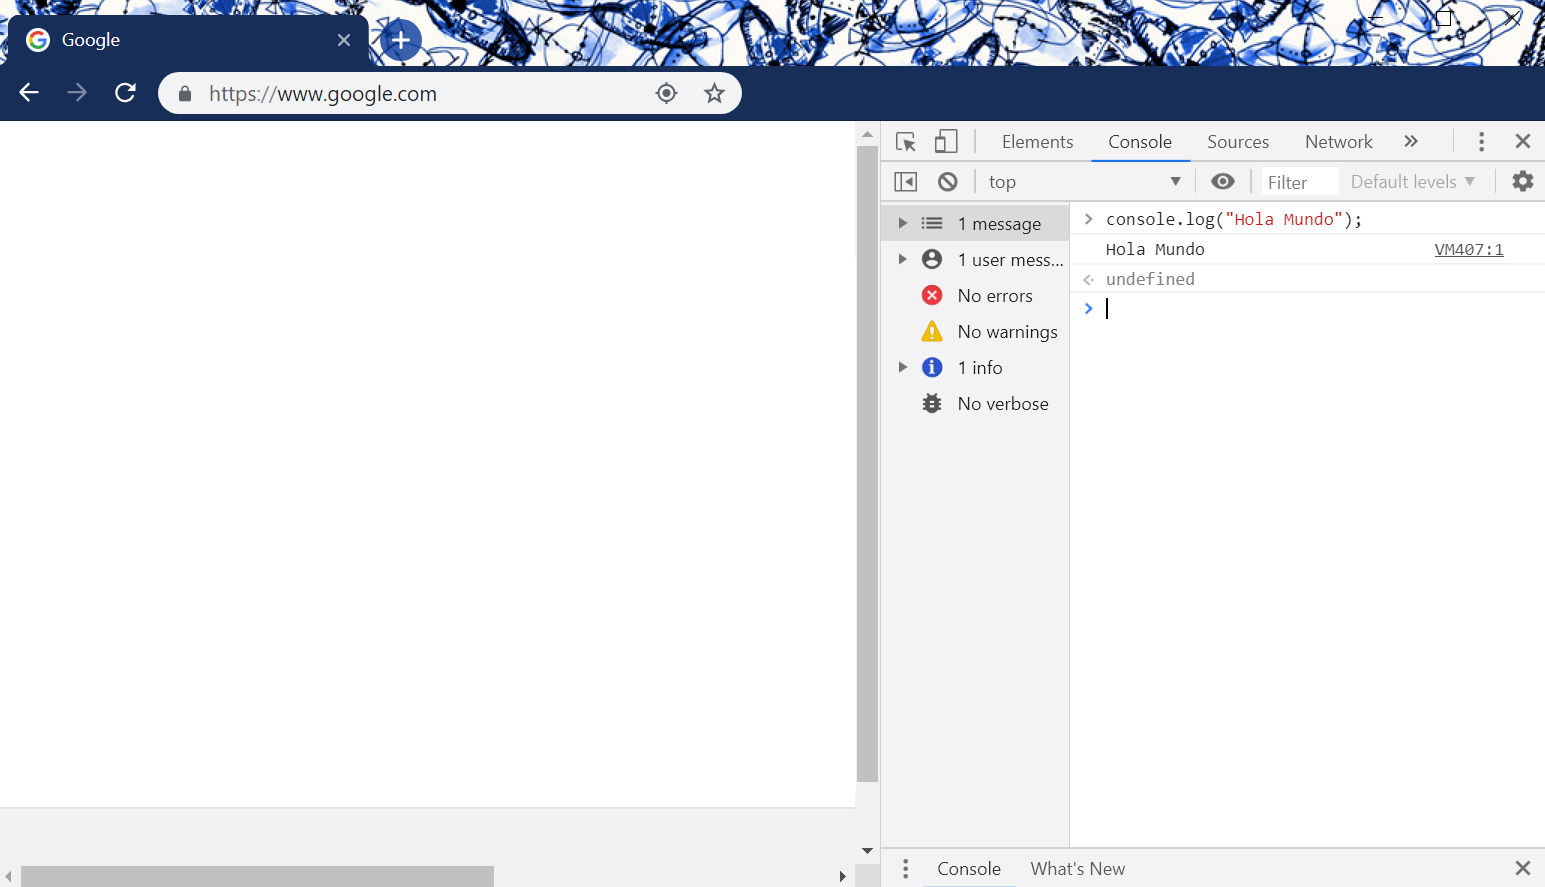 Google
https://www.google.com
Elements Console Sources Network
top Filter Default levels
1 message
1 user mess...
No errors
No warnings
1 info
No verbose
console.log("Hola Mundo");
Hola Mundo VM407:1
undefined
Console What's New